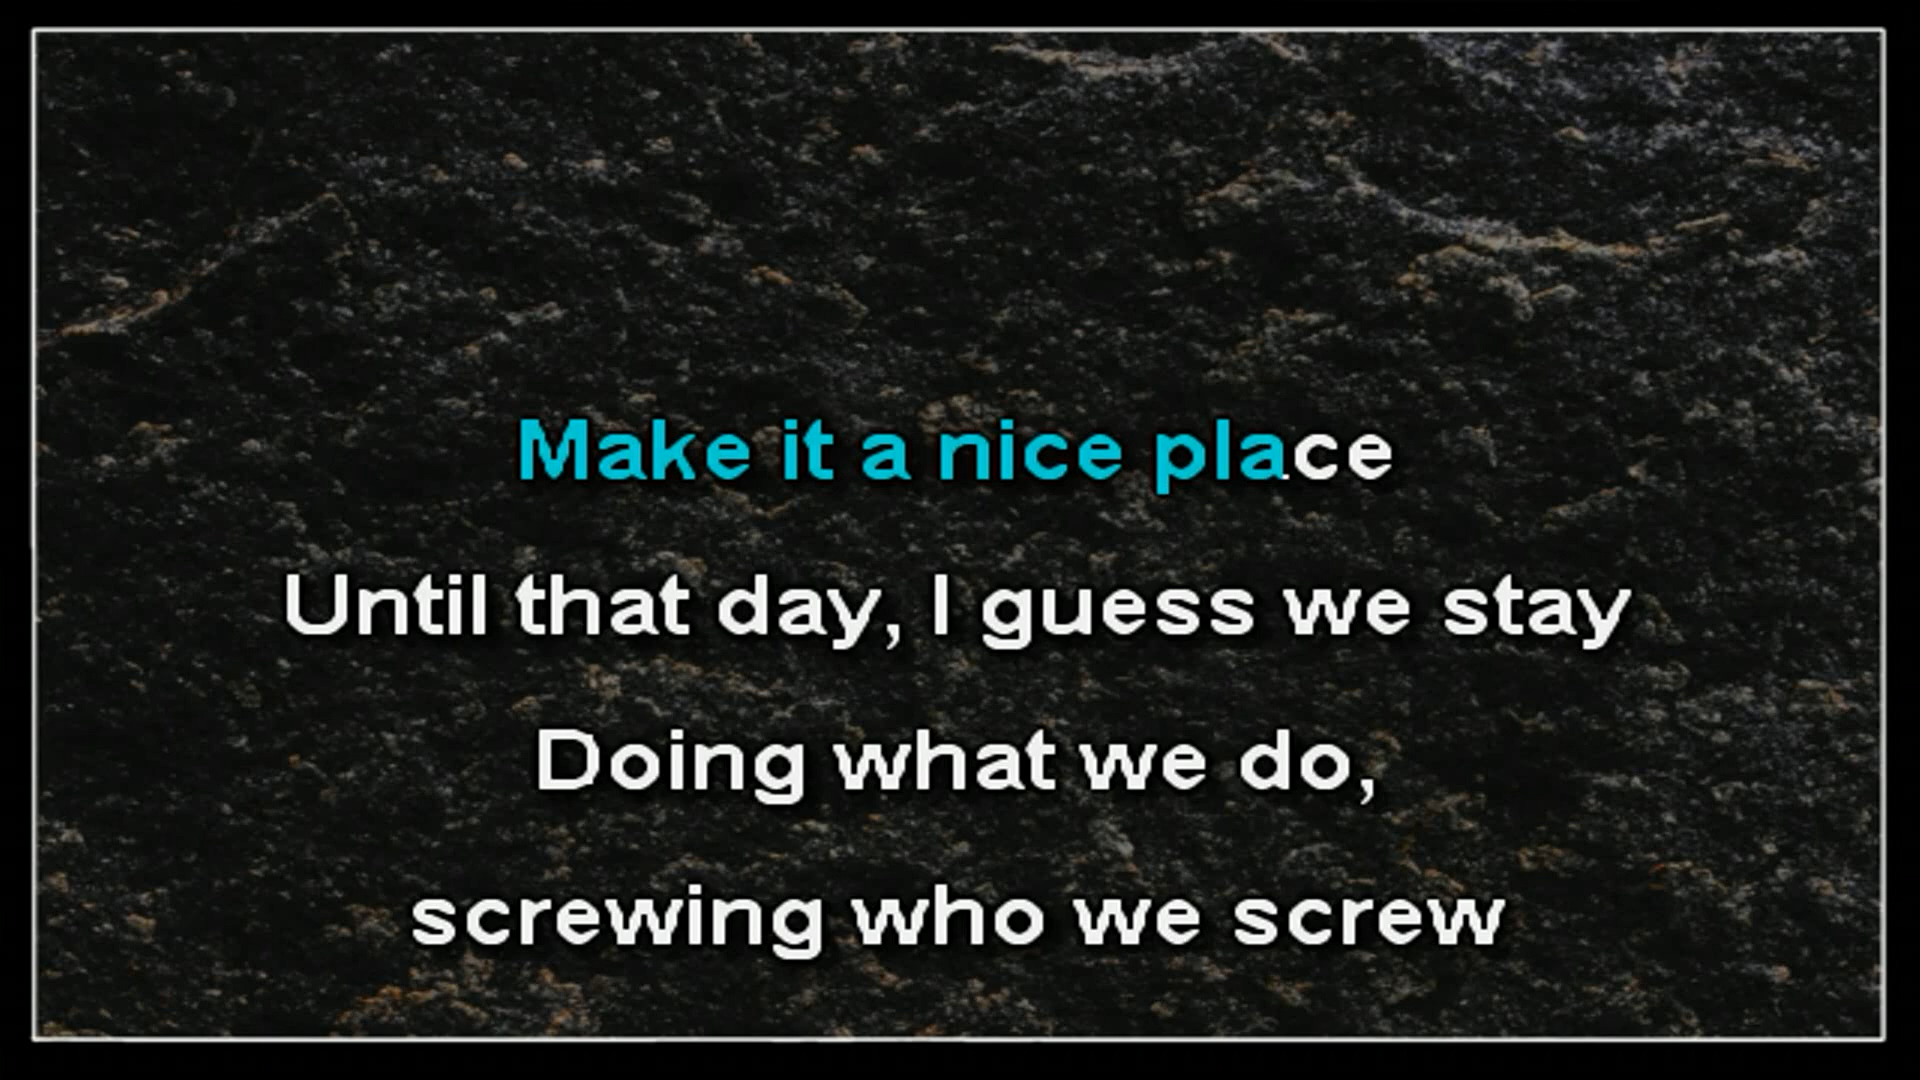 Make it a nice place
Until that day, I guess we stay
Doing what we do,
screwing who we screw